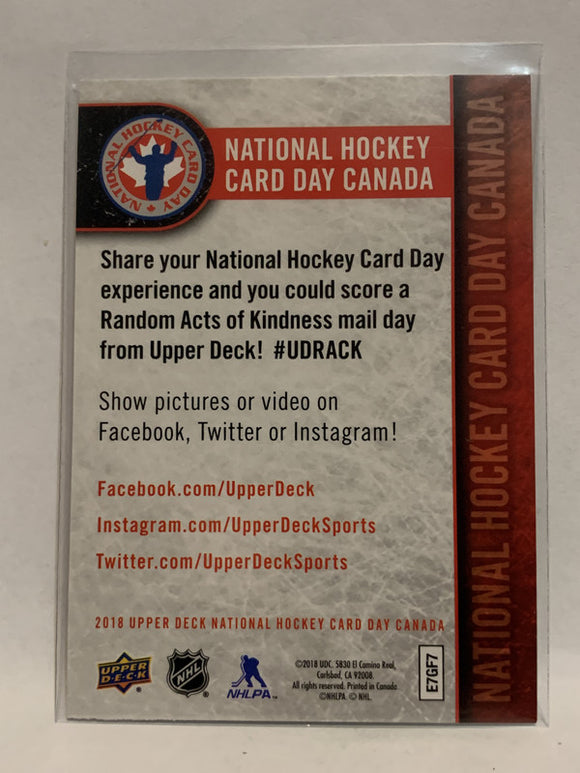 NATIONAL HOCKEY CARD DAY
NATIONAL HOCKEY
CARD DAY CANADA
Share your National Hockey Card Day
experience and you could score a
Random Acts of Kindness mail day
from Upper Deck! #UDRACK
Show pictures or video on
Facebook, Twitter or Instagram!
Facebook.com/UpperDeck
Instagram.com/UpperDeckSports
Twitter.com/UpperDeckSports
2018 UPPER DECK NATIONAL HOCKEY CARD DAY CANADA
UPPER
DECK
NHL
NHLPA
©2018 UDC. 5830 El Camino Real,
Carlsbad, CA 92008.
All rights reserved. Printed in Canada
©NHLPA. © NHL.
E7GF7
NATIONAL HOCKEY CARD DAY CANADA